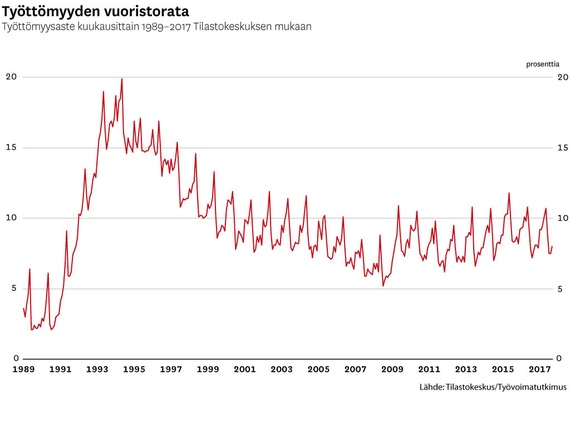 Työttömyyden vuoristorata
Työttömyysaste kuukausittain 1989–2017 Tilastokeskuksen mukaan
prosenttia
20 20
15 15
10 10
5 5
0 0
1989 1991 1993 1995 1997 1999 2001 2003 2005 2007 2009 2011 2013 2015 2017
Lähde: Tilastokeskus/Työvoimatutkimus